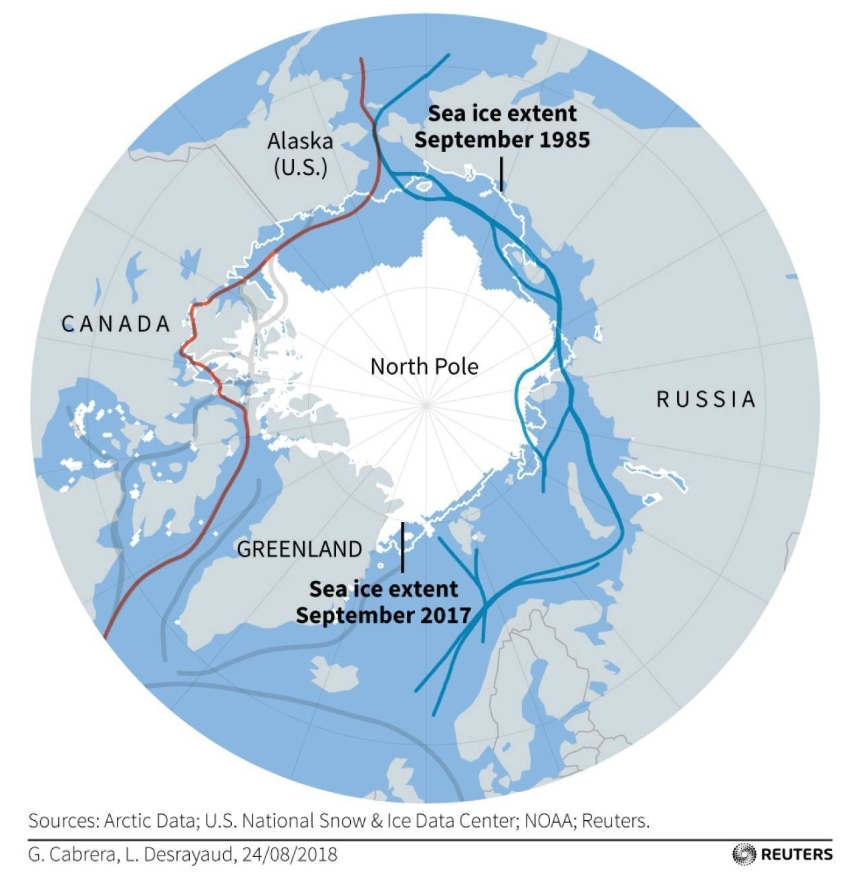 Sea ice extent
September 1985
Alaska
(U.S.)
CANADA
North Pole
RUSSIA
GREENLAND
Sea ice extent
September 2017
Sources: Arctic Data; U.S. National Snow & Ice Data Center; NOAA; Reuters.
G. Cabrera, L. Desrayaud, 24/08/2018
REUTERS